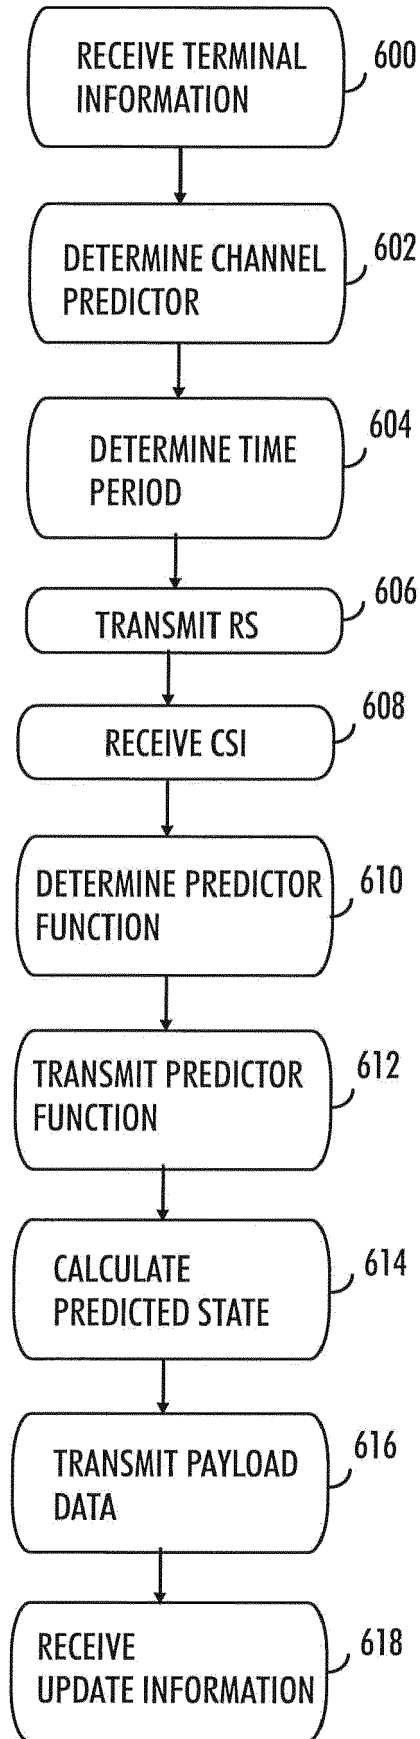 RECEIVE TERMINAL
INFORMATION
600
DETERMINE CHANNEL
PREDICTOR
602
DETERMINE TIME
PERIOD
604
TRANSMIT RS
606
RECEIVE CSI
608
DETERMINE PREDICTOR
FUNCTION
610
TRANSMIT PREDICTOR
FUNCTION
612
CALCULATE
PREDICTED STATE
614
TRANSMIT PAYLOAD
DATA
616
RECEIVE
UPDATE INFORMATION
618